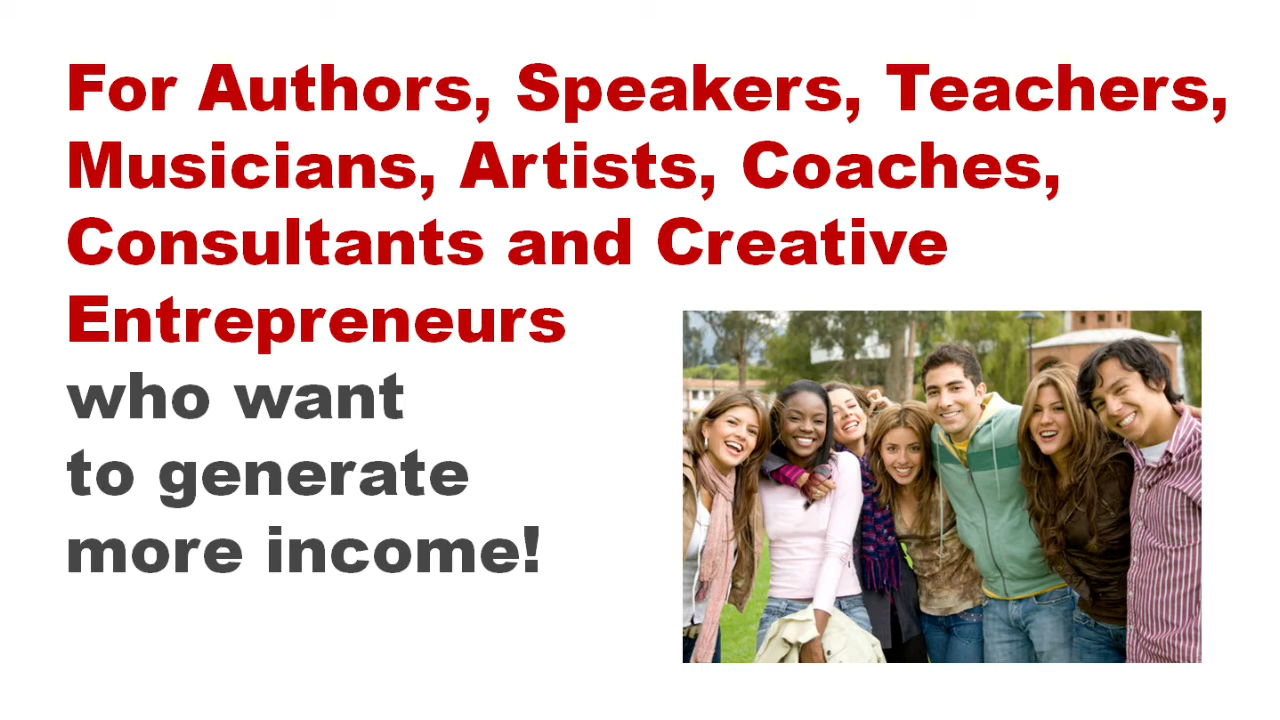 For Authors, Speakers, Teachers,
Musicians, Artists, Coaches,
Consultants and Creative
Entrepreneurs
who want
to generate
more income!